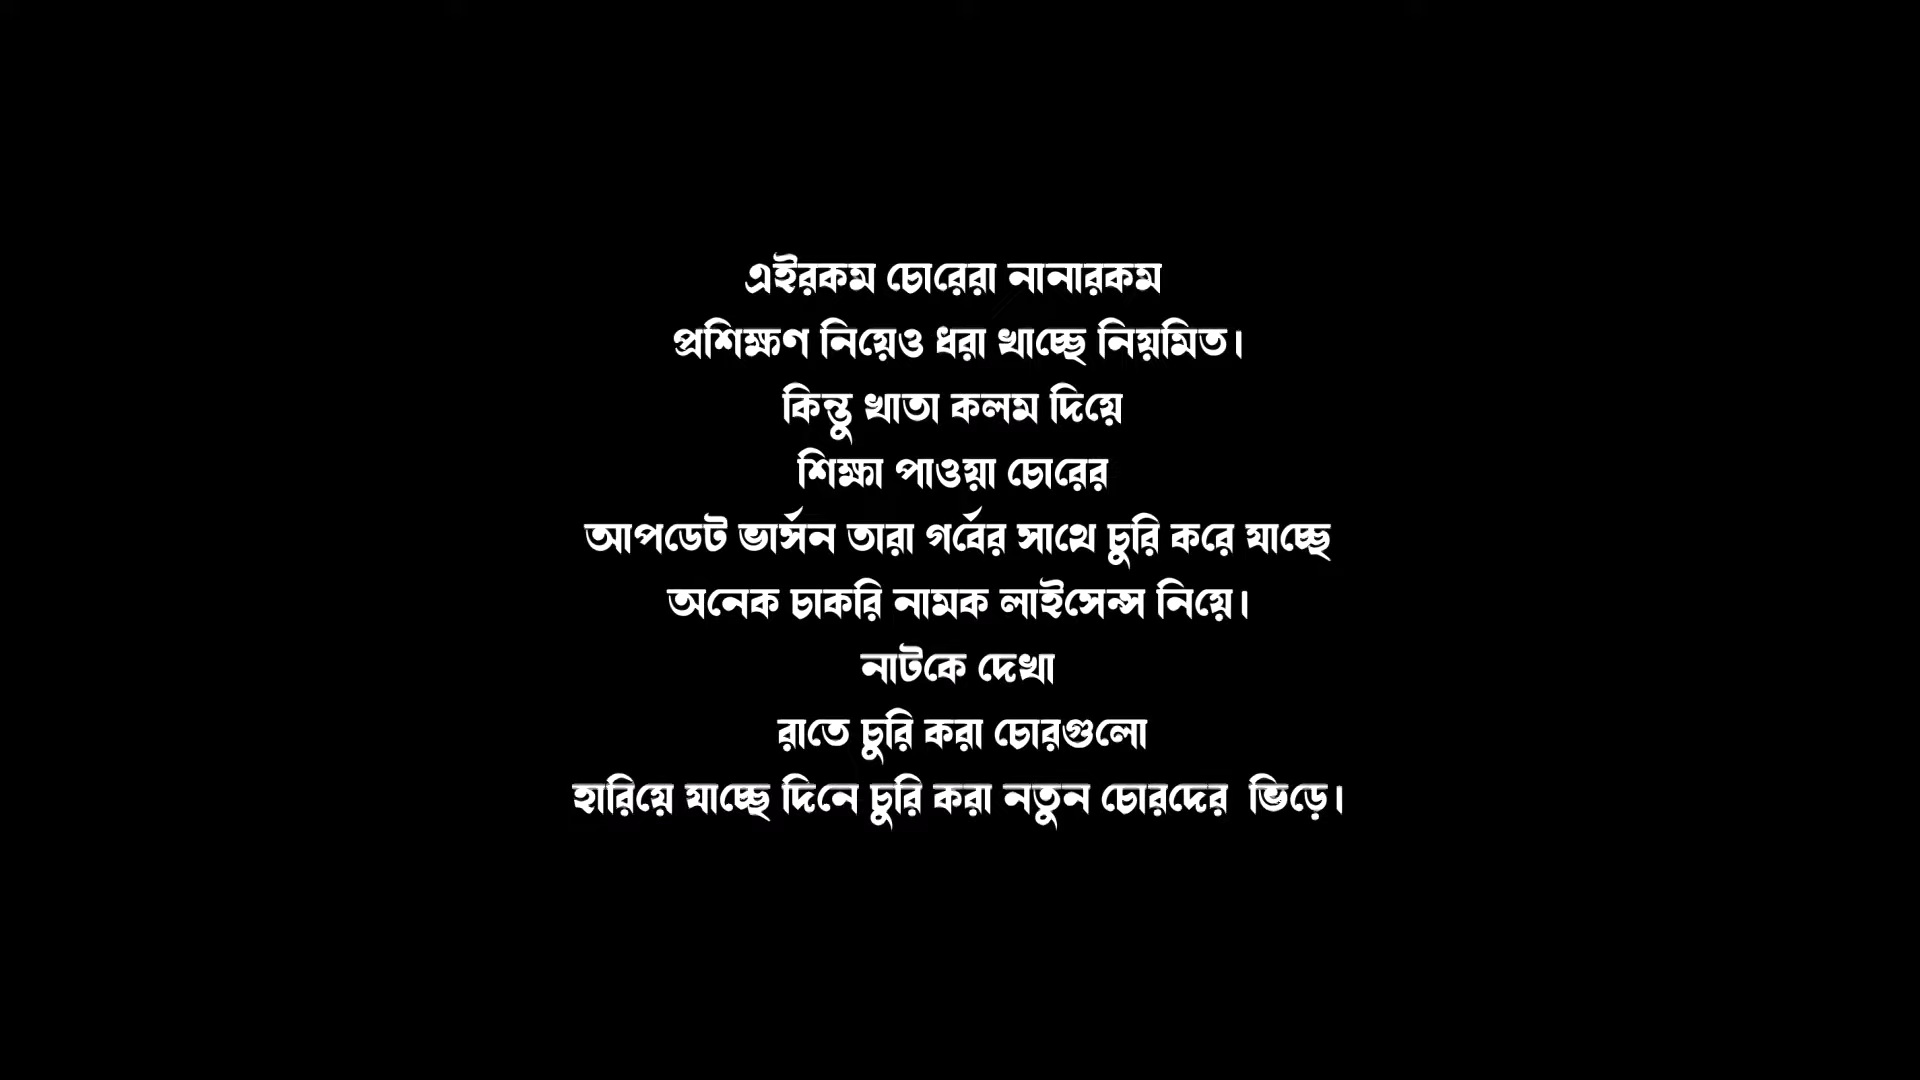 এইরকম চোরেরা নানারকম
প্রশিক্ষণ নিয়েও ধরা খাচ্ছে নিয়মিত।
কিন্তু খাতা কলম দিয়ে
শিক্ষা পাওয়া চোরের
আপডেট ভার্সন তারা গর্বের সাথে চুরি করে যাচ্ছে
অনেক চাকরি নামক লাইসেন্স নিয়ে।
নাটকে দেখা
রাতে চুরি করা চোরগুলো
হারিয়ে যাচ্ছে দিনে চুরি করা নতুন চোরদের ভিড়ে।